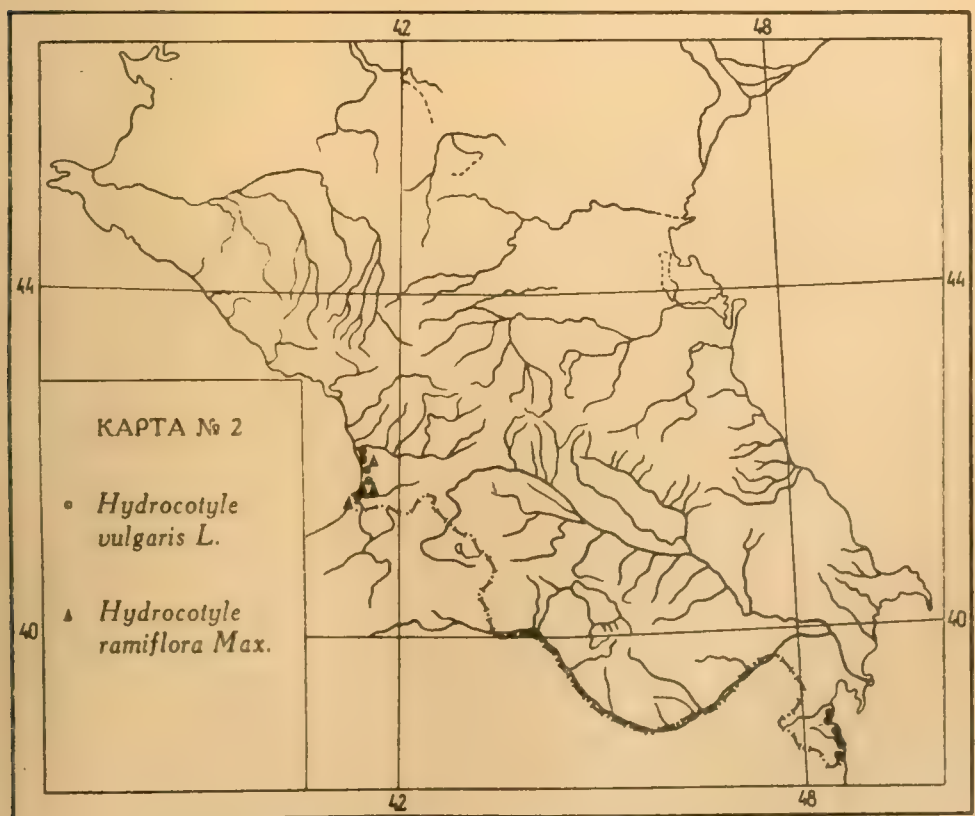 42 48
44 44
КАРТА № 2
Hydrocotyle
vulgaris L.
Hydrocotyle
ramiflora Max.
40 40
42 48